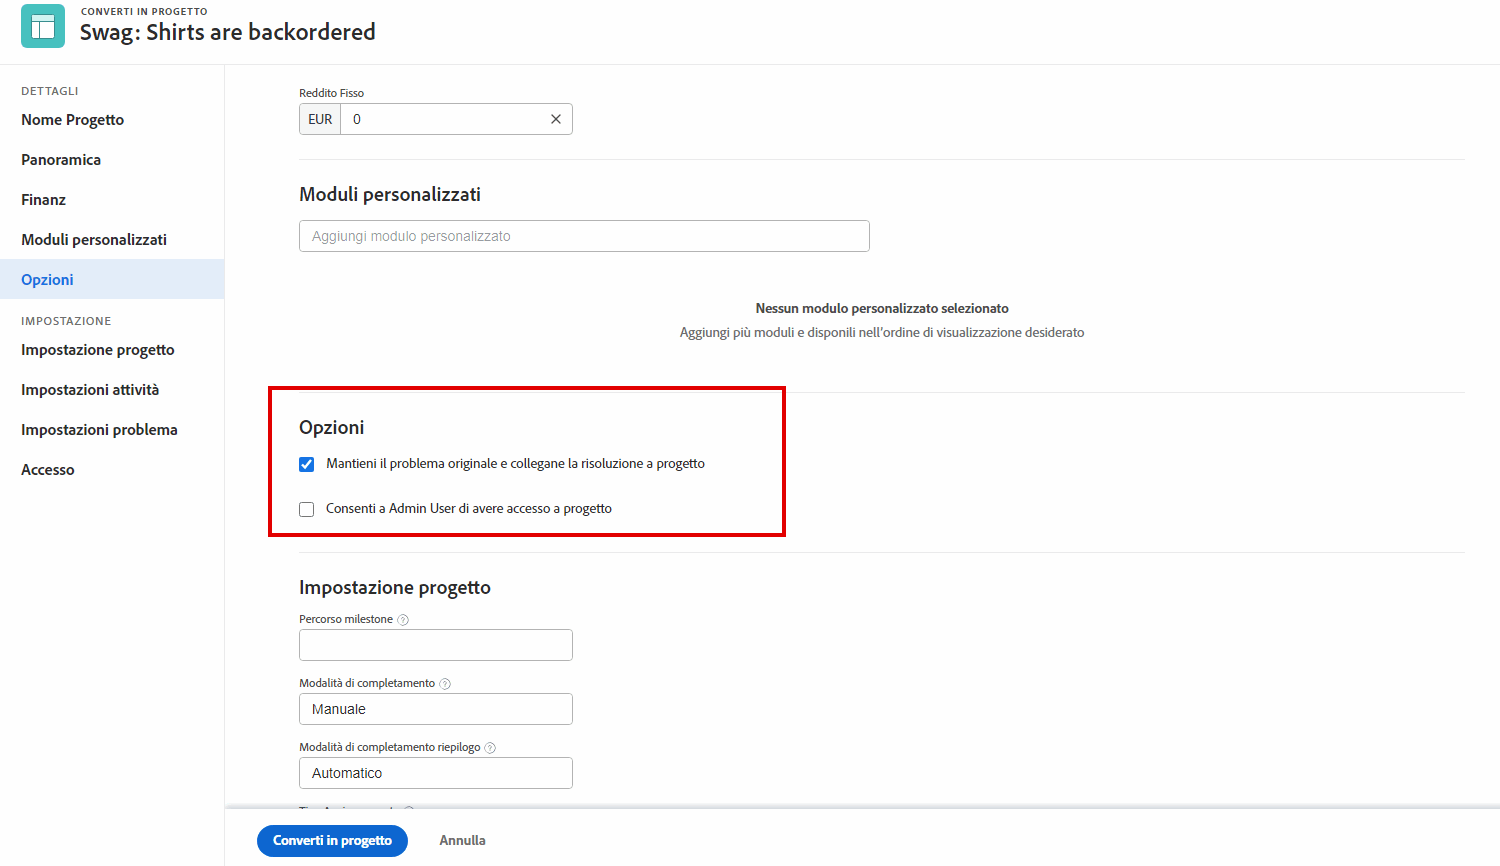 CONVERTI IN PROGETTO
Swag: Shirts are backordered
DETTAGLI
Nome Progetto
Panoramica
Finanz
Moduli personalizzati
Opzioni
IMPOSTAZIONE
Impostazione progetto
Impostazioni attività
Impostazioni problema
Accesso
Reddito Fisso
EUR 0
Moduli personalizzati
Aggiungi modulo personalizzato
Nessun modulo personalizzato selezionato
Aggiungi più moduli e disponili nell'ordine di visualizzazione desiderato
Opzioni
Mantieni il problema originale e collegane la risoluzione a progetto
Consenti a Admin User di avere accesso a progetto
Impostazione progetto
Percorso milestone
Modalità di completamento
Manuale
Modalità di completamento riepilogo
Automatico
Converti in progetto
Annulla